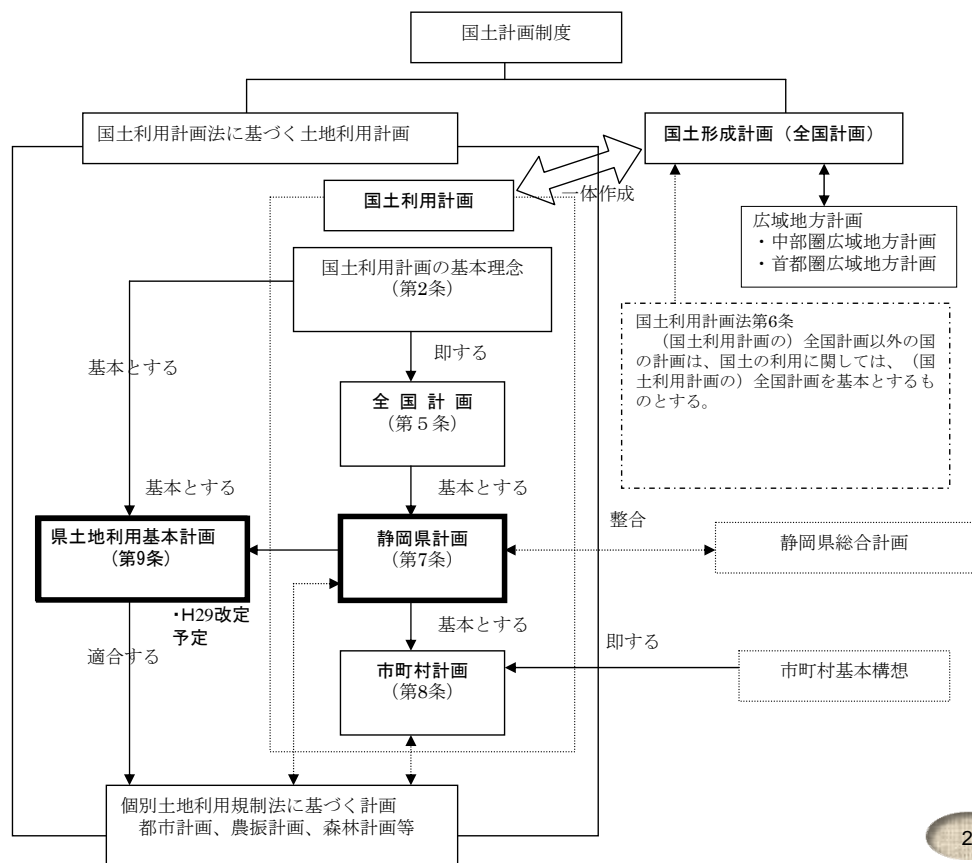 国土計画制度
国土利用計画法に基づく土地利用計画
国土形成計画（全国計画）
一体作成
国土利用計画
広域地方計画
・中部圏広域地方計画
・首都圏広域地方計画
国土利用計画の基本理念
（第2条）
国土利用計画法第6条
（国土利用計画の）全国計画以外の国
の計画は、国土の利用に関しては、（国
土利用計画の）全国計画を基本とするも
のとする。
基本とする
即する
全 国 計 画
（第５条）
基本とする
基本とする
県土地利用基本計画
（第9条）
静岡県計画
（第7条）
整合
静岡県総合計画
・H29改定
予定
基本とする
適合する
即する
市町村計画
（第8条）
市町村基本構想
個別土地利用規制法に基づく計画
都市計画、農振計画、森林計画等
2